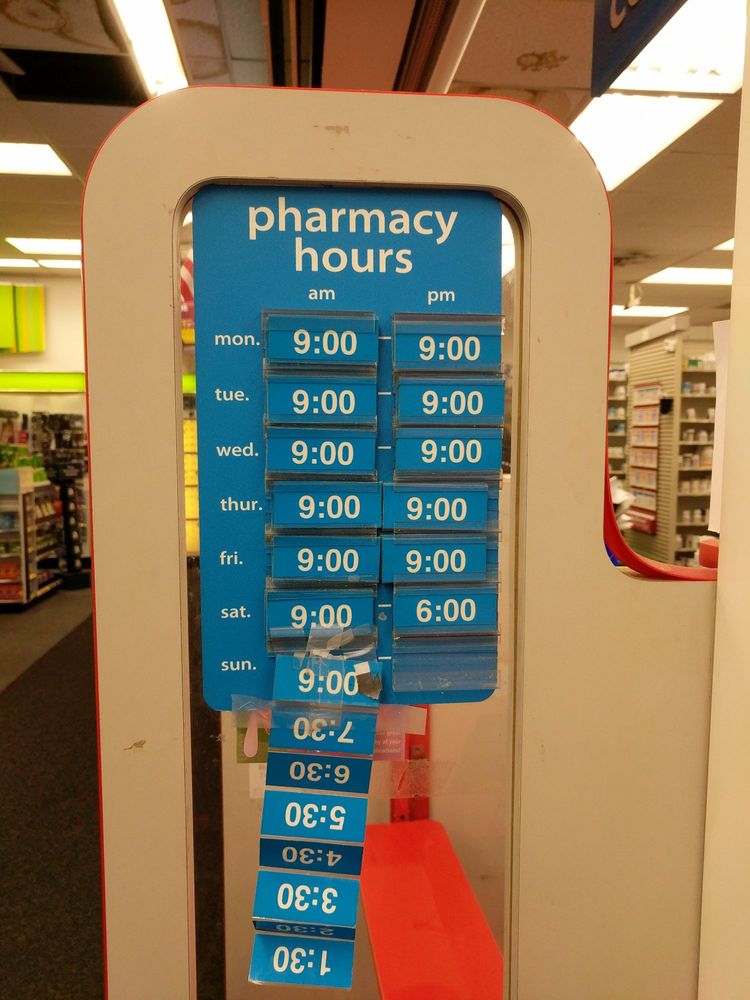 pharmacy
hours
am pm
mon. 9:00 - 9:00
tue. 9:00 - 9:00
wed. 9:00 - 9:00
thur. 9:00 9:00
fri. 9:00 9:00
sat. 9:00 - 6:00
sun. 9:00 -
7:30
6:30
5:30
4:30
3:30
2:30
1:30